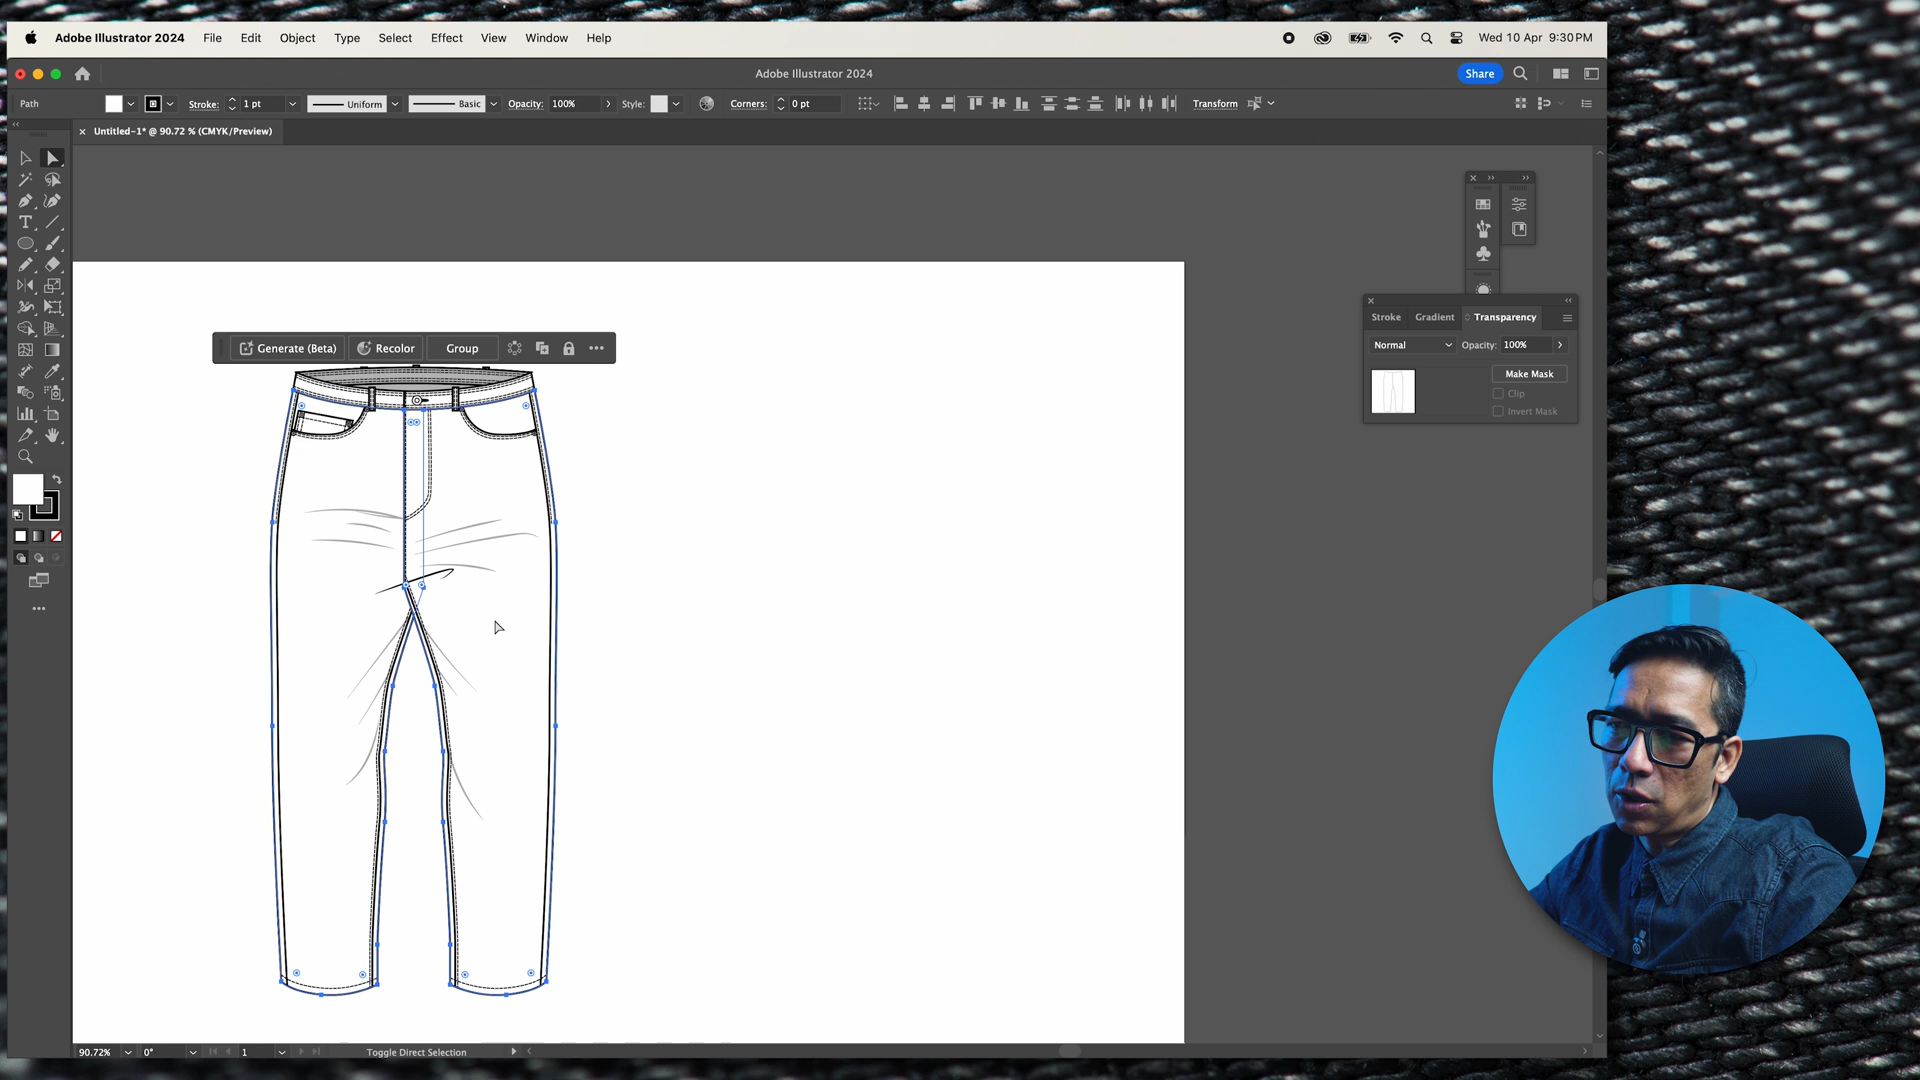 Adobe Illustrator 2024 File Edit Object Type Select Effect View Window Help Wed 10 Apr 9:30 PM
Adobe Illustrator 2024 Share
Path Stroke: 1 pt Uniform Basic Opacity: 100% Style: Corners: 0 pt Transform
Untitled-1* @ 90.72 % (CMYK/Preview)
Stroke Gradient Transparency
Normal Opacity: 100%
Make Mask
Clip
Invert Mask
Generate (Beta) Recolor Group
90.72% 0° 1 Toggle Direct Selection